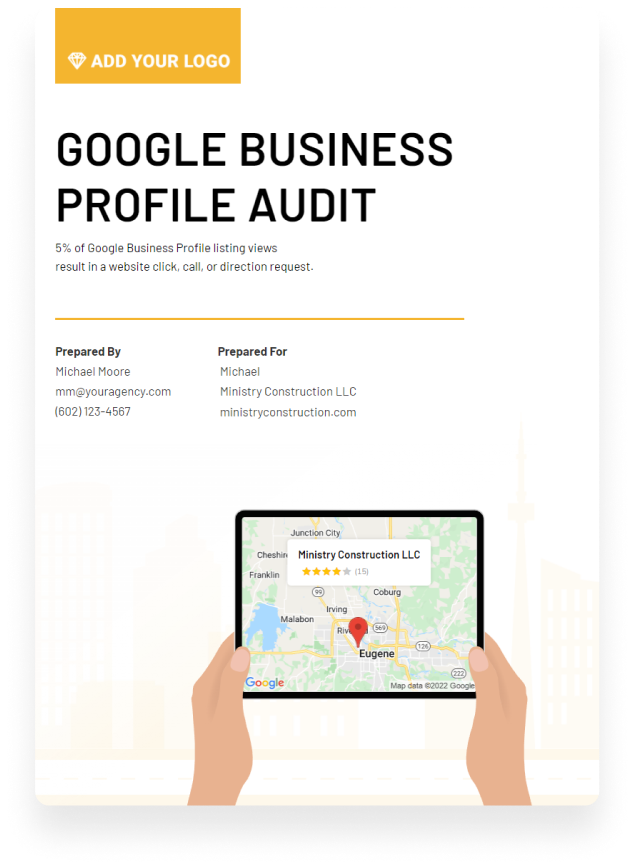 ADD YOUR LOGO
GOOGLE BUSINESS
PROFILE AUDIT
5% of Google Business Profile listing views
result in a website click, call, or direction request.
Prepared By
Michael Moore
mm@youragency.com
(602) 123-4567
Prepared For
Michael
Ministry Construction LLC
ministryconstruction.com
Junction City
Cheshire
Ministry Construction LLC
(15)
Franklin
99
Coburg
Irving
Malabon
569
Eugene
126
222
Google
Map data ©2022 Google